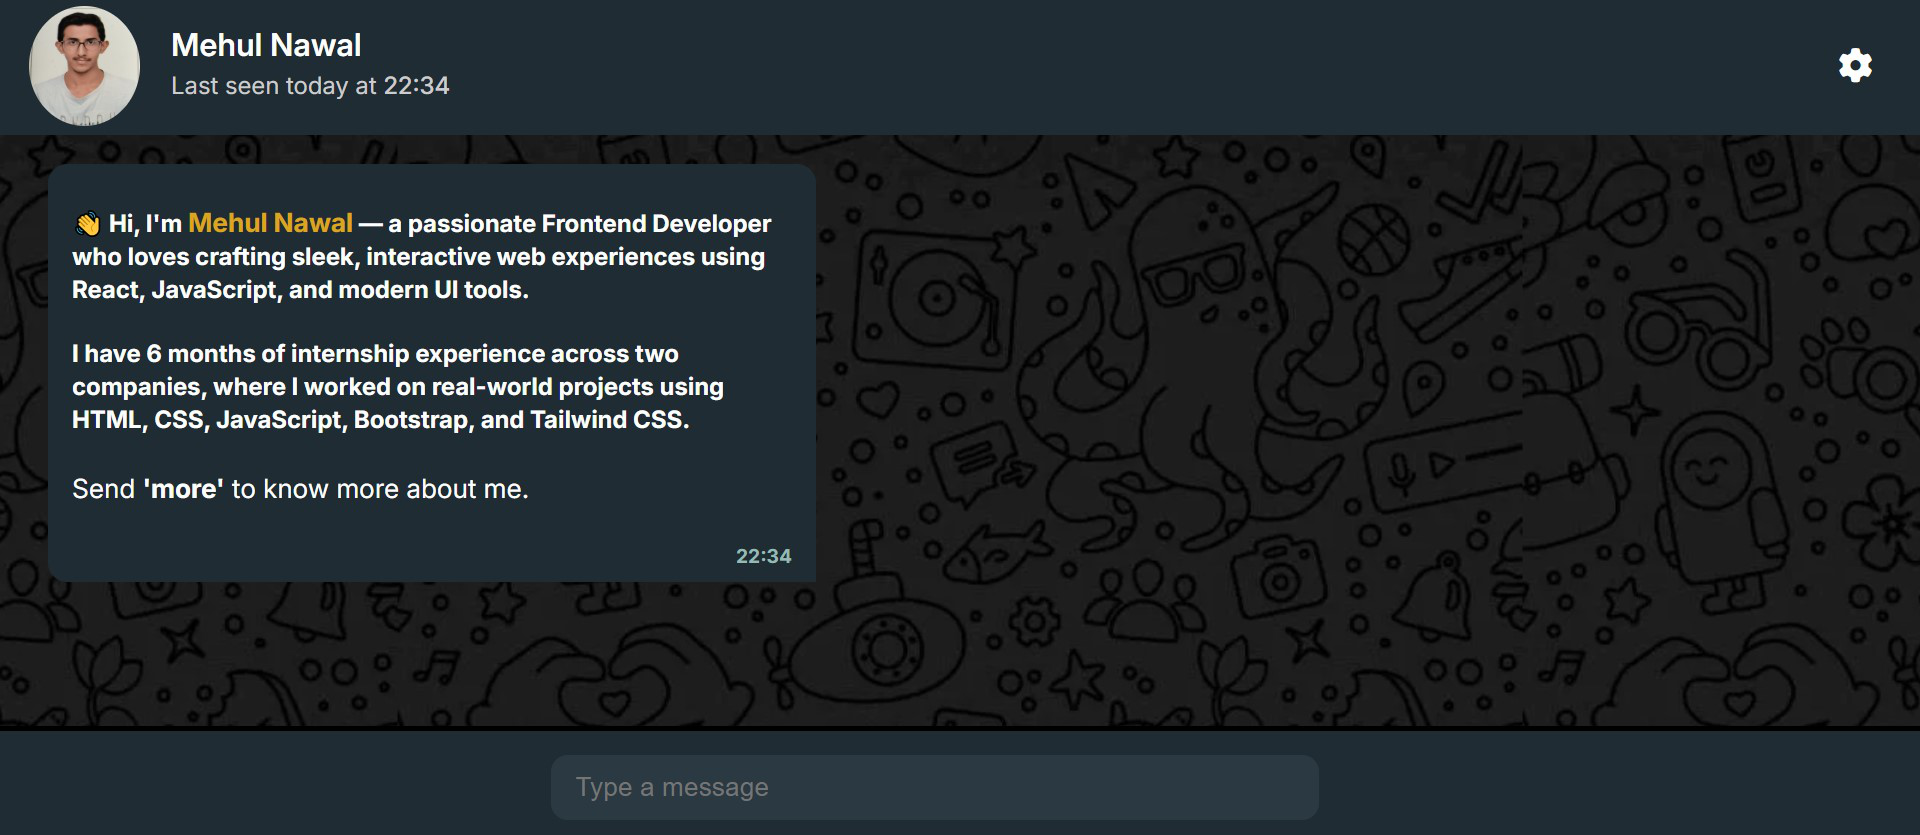 Mehul Nawal
Last seen today at 22:34
👋 Hi, I'm Mehul Nawal — a passionate Frontend Developer
who loves crafting sleek, interactive web experiences using
React, JavaScript, and modern UI tools.
I have 6 months of internship experience across two
companies, where I worked on real-world projects using
HTML, CSS, JavaScript, Bootstrap, and Tailwind CSS.
Send 'more' to know more about me.
22:34
Type a message